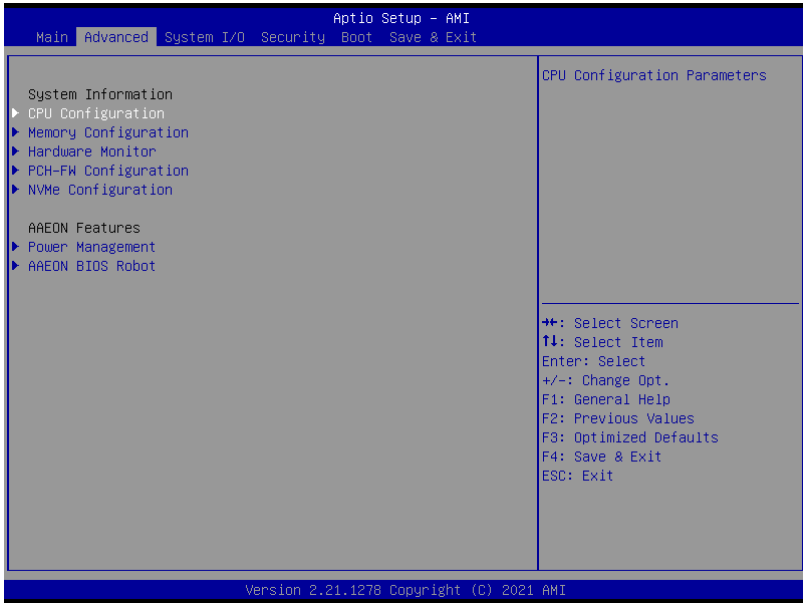 Aptio Setup – AMI
Main Advanced System I/O Security Boot Save & Exit
System Information
CPU Configuration
Memory Configuration
Hardware Monitor
PCH-FW Configuration
NVMe Configuration
AAEON Features
Power Management
AAEON BIOS Robot
CPU Configuration Parameters
→←: Select Screen
↑↓: Select Item
Enter: Select
+/-: Change Opt.
F1: General Help
F2: Previous Values
F3: Optimized Defaults
F4: Save & Exit
ESC: Exit
Version 2.21.1278 Copyright (C) 2021 AMI